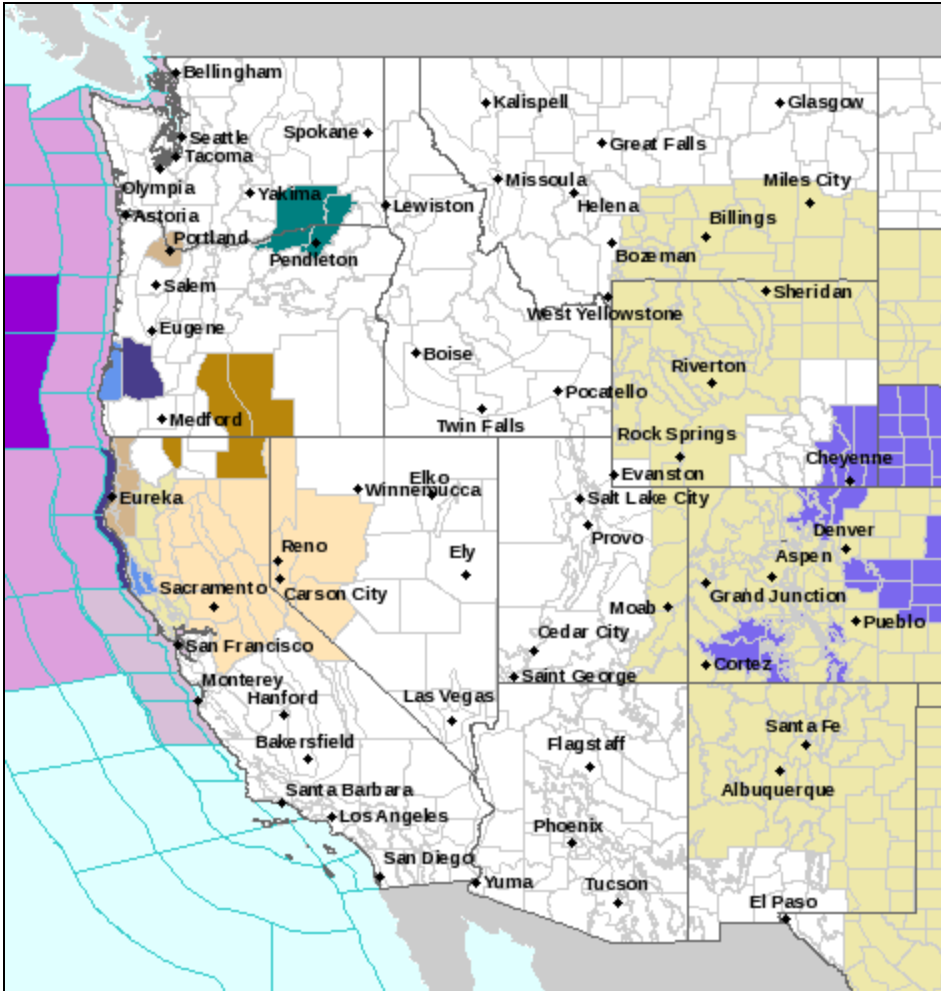 Bellingham
Kalispell
Glasgow
Seattle
Spokane
Great Falls
Tacoma
Olympia
Yakima
Lewiston
Missoula
Helena
Miles City
Astoria
Portland
Pendleton
Billings
Bozeman
Salem
Sheridan
West Yellowstone
Eugene
Boise
Riverton
Pocatello
Medford
Twin Falls
Rock Springs
Cheyenne
Evanston
Elko
Winnemucca
Eureka
Salt Lake City
Provo
Denver
Reno
Ely
Aspen
Sacramento
Carson City
Grand Junction
Moab
Pueblo
San Francisco
Cedar City
Cortez
Saint George
Monterey
Hanford
Las Vegas
Bakersfield
Flagstaff
Santa Fe
Santa Barbara
Albuquerque
Los Angeles
Phoenix
San Diego
Yuma
Tucson
El Paso